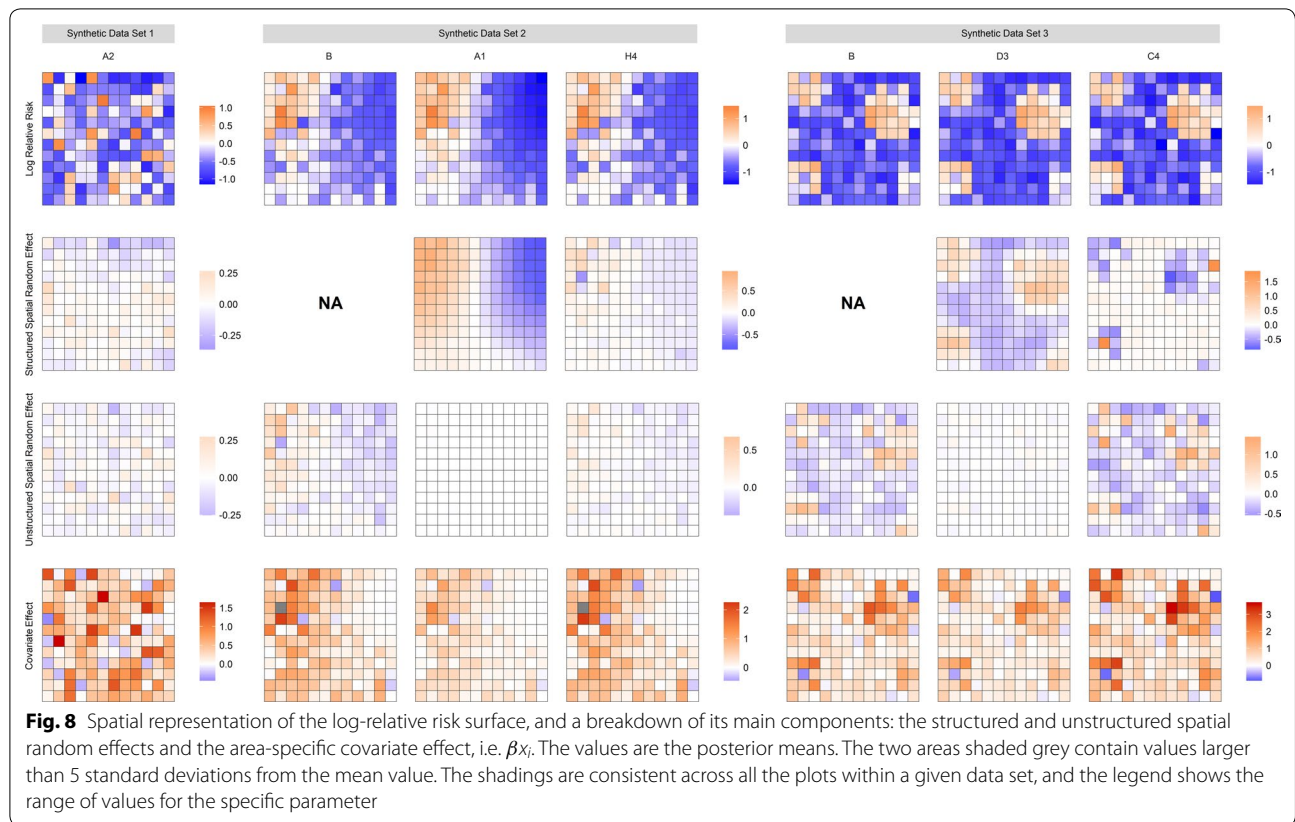 Synthetic Data Set 1
Synthetic Data Set 2
Synthetic Data Set 3
A2
B
A1
H4
B
D3
C4
Log Relative Risk
1.0
0.5
0.0
-0.5
-1.0
1
0
-1
1
0
-1
Structured Spatial Random Effect
0.25
0.00
-0.25
NA
0.5
0.0
-0.5
NA
1.5
1.0
0.5
0.0
-0.5
Unstructured Spatial Random Effect
0.25
0.00
-0.25
0.5
0.0
1.0
0.5
0.0
-0.5
Covariate Effect
1.5
1.0
0.5
0.0
2
1
0
3
2
1
0
Fig. 8 Spatial representation of the log-relative risk surface, and a breakdown of its main components: the structured and unstructured spatial
random effects and the area-specific covariate effect, i.e. βxᵢ. The values are the posterior means. The two areas shaded grey contain values larger
than 5 standard deviations from the mean value. The shadings are consistent across all the plots within a given data set, and the legend shows the
range of values for the specific parameter